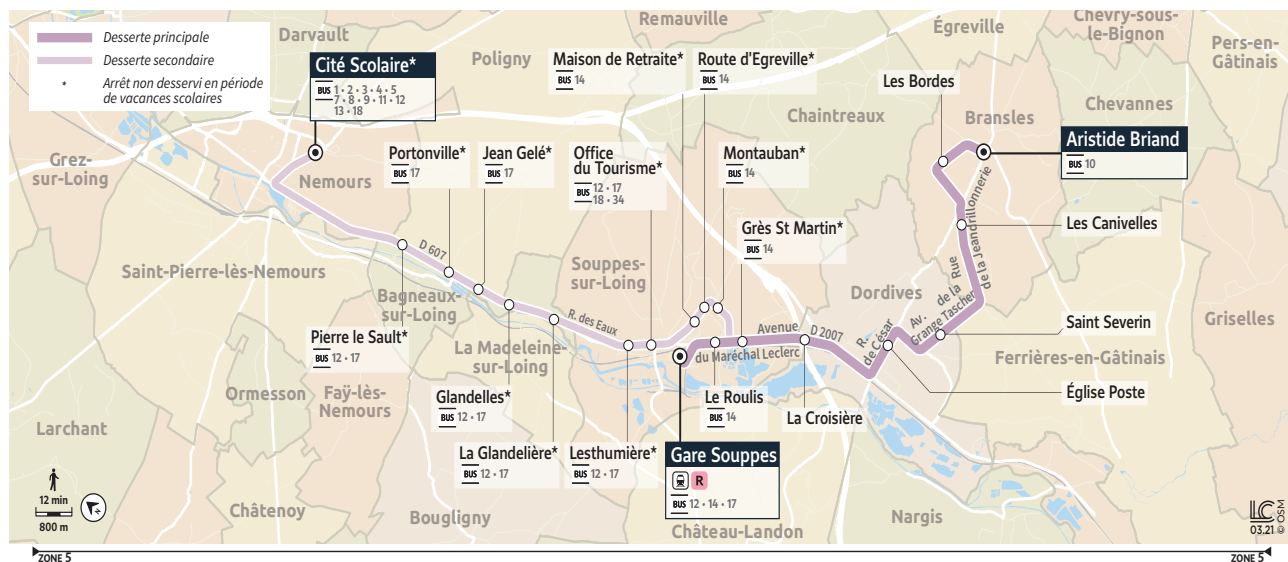 Desserte principale
Desserte secondaire
* Arrêt non desservi en période
de vacances scolaires
Darvault
Cité Scolaire*
BUS 1 • 2 • 3 • 4 • 5
7 • 8 • 9 • 11 • 12
13 • 18
Poligny
Remauville
Maison de Retraite*
BUS 14
Route d'Egreville*
BUS 14
Égreville
Chevry-sous-
le-Bignon
Pers-en-
Gâtinais
Les Bordes
Bransles
Chevannes
Chaintreaux
Aristide Briand
BUS 10
Grez-
sur-Loing
Nemours
Portonville*
BUS 17
Jean Gelé*
BUS 17
Office
du Tourisme*
BUS 12 • 17
18 • 34
Montauban*
BUS 14
Grès St Martin*
BUS 14
Les Canivelles
Rue
de la Jeandrillonnerie
Saint-Pierre-lès-Nemours
D 607
Bagneaux-
sur-Loing
Souppes-
sur-Loing
Dordives
R. des Eaux
Avenue
du Maréchal Leclerc
D 2007
R.
de César
Av. de la
Grange Tascher
Saint Severin
Griselles
Pierre le Sault*
BUS 12 • 17
La Madeleine-
sur-Loing
Ferrières-en-Gâtinais
Église Poste
Ormesson
Faÿ-lès-
Nemours
Glandelles*
BUS 12 • 17
Le Roulis
BUS 14
La Croisière
Larchant
La Glandelière*
BUS 12 • 17
Lesthumière*
BUS 12 • 17
Gare Souppes
R
BUS 12 • 14 • 17
12 min
800 m
Châtenoy
Bougligny
Château-Landon
Nargis
LC
03.21 © OSM
ZONE 5
ZONE 5